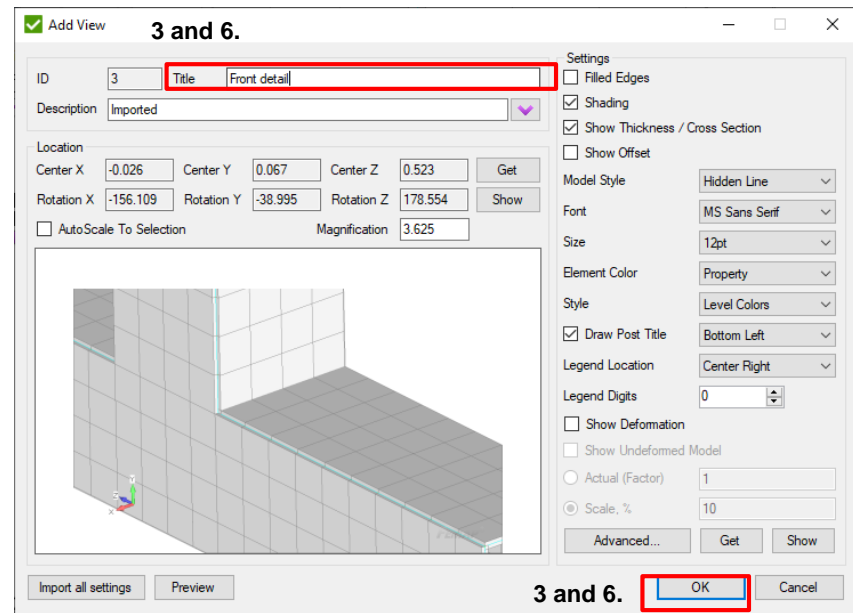 Add View
3 and 6.
ID 3 Title Front detail
Description Imported
Location
Center X -0.026 Center Y 0.067 Center Z 0.523 Get
Rotation X -156.109 Rotation Y -38.995 Rotation Z 178.554 Show
AutoScale To Selection Magnification 3.625
Settings
Filled Edges
Shading
Show Thickness / Cross Section
Show Offset
Model Style Hidden Line
Font MS Sans Serif
Size 12pt
Element Color Property
Style Level Colors
Draw Post Title Bottom Left
Legend Location Center Right
Legend Digits 0
Show Deformation
Show Undeformed Model
Actual (Factor) 1
Scale, % 10
Advanced... Get Show
Import all settings Preview
3 and 6.
OK Cancel